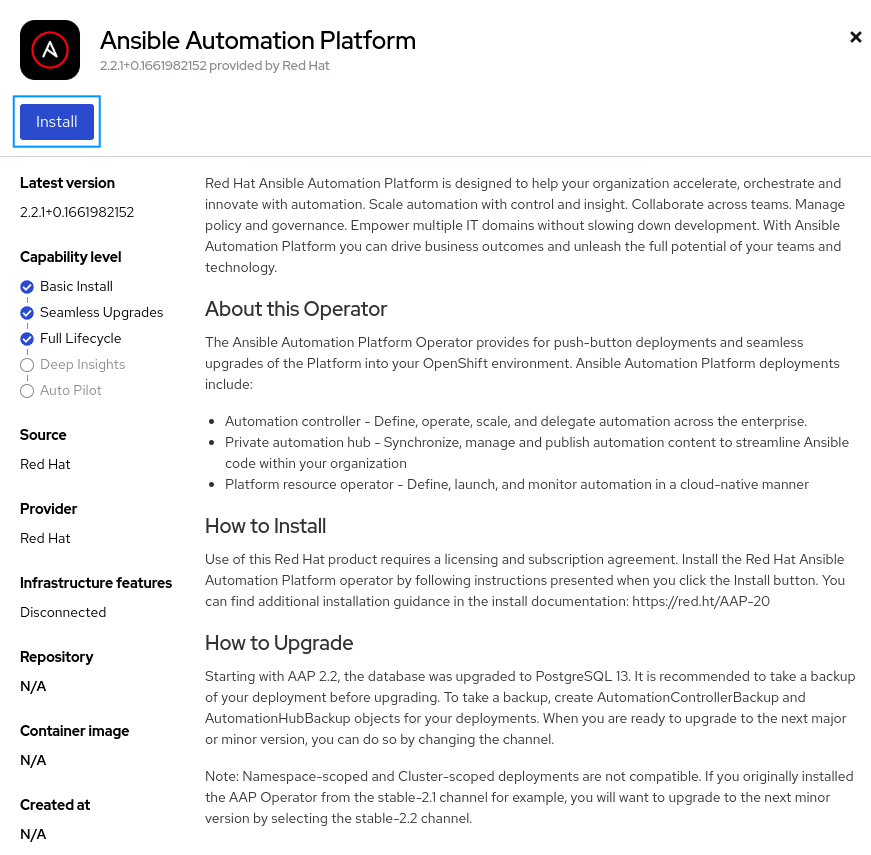 Ansible Automation Platform
2.2.1+0.1661982152 provided by Red Hat
Install
Latest version
2.2.1+0.1661982152
Capability level
Basic Install
Seamless Upgrades
Full Lifecycle
Deep Insights
Auto Pilot
Source
Red Hat
Provider
Red Hat
Infrastructure features
Disconnected
Repository
N/A
Container image
N/A
Created at
N/A
Red Hat Ansible Automation Platform is designed to help your organization accelerate, orchestrate and
innovate with automation. Scale automation with control and insight. Collaborate across teams. Manage
policy and governance. Empower multiple IT domains without slowing down development. With Ansible
Automation Platform you can drive business outcomes and unleash the full potential of your teams and
technology.
About this Operator
The Ansible Automation Platform Operator provides for push-button deployments and seamless
upgrades of the Platform into your OpenShift environment. Ansible Automation Platform deployments
include:
• Automation controller - Define, operate, scale, and delegate automation across the enterprise.
• Private automation hub - Synchronize, manage and publish automation content to streamline Ansible
code within your organization
• Platform resource operator - Define, launch, and monitor automation in a cloud-native manner
How to Install
Use of this Red Hat product requires a licensing and subscription agreement. Install the Red Hat Ansible
Automation Platform operator by following instructions presented when you click the Install button. You
can find additional installation guidance in the install documentation: https://red.ht/AAP-20
How to Upgrade
Starting with AAP 2.2, the database was upgraded to PostgreSQL 13. It is recommended to take a backup
of your deployment before upgrading. To take a backup, create AutomationControllerBackup and
AutomationHubBackup objects for your deployments. When you are ready to upgrade to the next major
or minor version, you can do so by changing the channel.
Note: Namespace-scoped and Cluster-scoped deployments are not compatible. If you originally installed
the AAP Operator from the stable-2.1 channel for example, you will want to upgrade to the next minor
version by selecting the stable-2.2 channel.